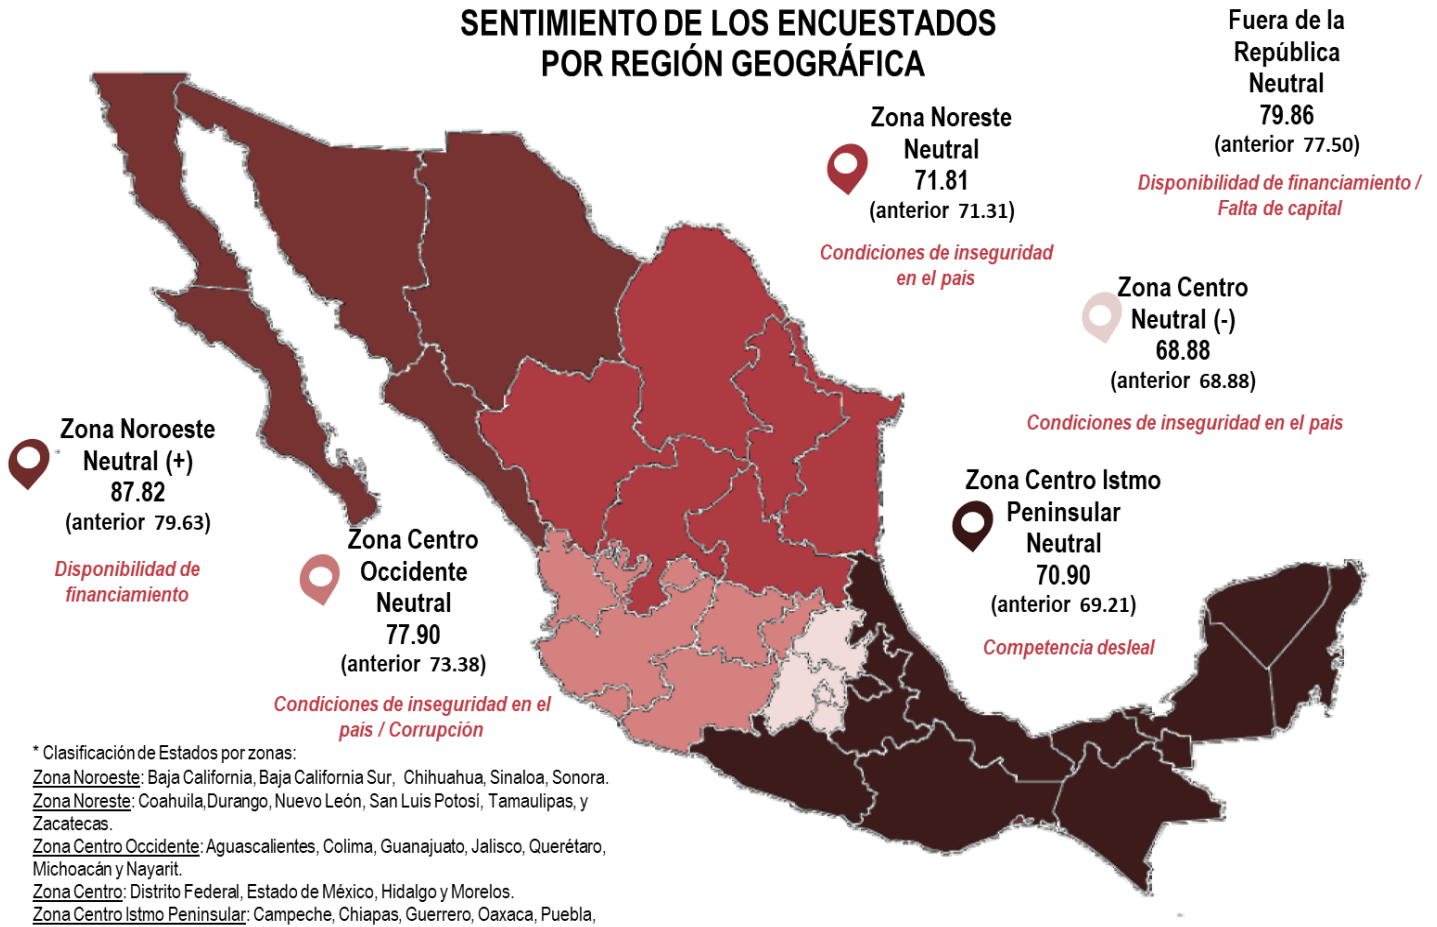 SENTIMIENTO DE LOS ENCUESTADOS
POR REGIÓN GEOGRÁFICA
Fuera de la
República
Neutral
79.86
(anterior 77.50)
Disponibilidad de financiamiento /
Falta de capital
Zona Noreste
Neutral
71.81
(anterior 71.31)
Condiciones de inseguridad
en el país
Zona Centro
Neutral (-)
68.88
(anterior 68.88)
Condiciones de inseguridad en el país
Zona Noroeste
Neutral (+)
87.82
(anterior 79.63)
Disponibilidad de
financiamiento
Zona Centro
Occidente
Neutral
77.90
(anterior 73.38)
Condiciones de inseguridad en el
país / Corrupción
Zona Centro Istmo
Peninsular
Neutral
70.90
(anterior 69.21)
Competencia desleal
* Clasificación de Estados por zonas:
Zona Noroeste: Baja California, Baja California Sur, Chihuahua, Sinaloa, Sonora.
Zona Noreste: Coahuila,Durango, Nuevo León, San Luis Potosí, Tamaulipas, y
Zacatecas.
Zona Centro Occidente: Aguascalientes, Colima, Guanajuato, Jalisco, Querétaro,
Michoacán y Nayarit.
Zona Centro: Distrito Federal, Estado de México, Hidalgo y Morelos.
Zona Centro Istmo Peninsular: Campeche, Chiapas, Guerrero, Oaxaca, Puebla,